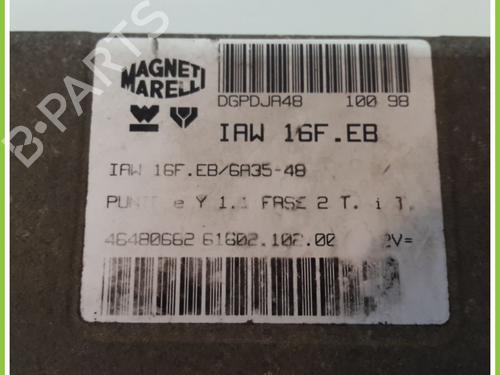 MAGNETI
MARELLI
DGPDJA48 100 98
IAW 16F.EB
IAW 16F.EB/6A35-48
Y 1.1 FASE 2 T.
46480662 61602.102.00 2V=
B-PARTS